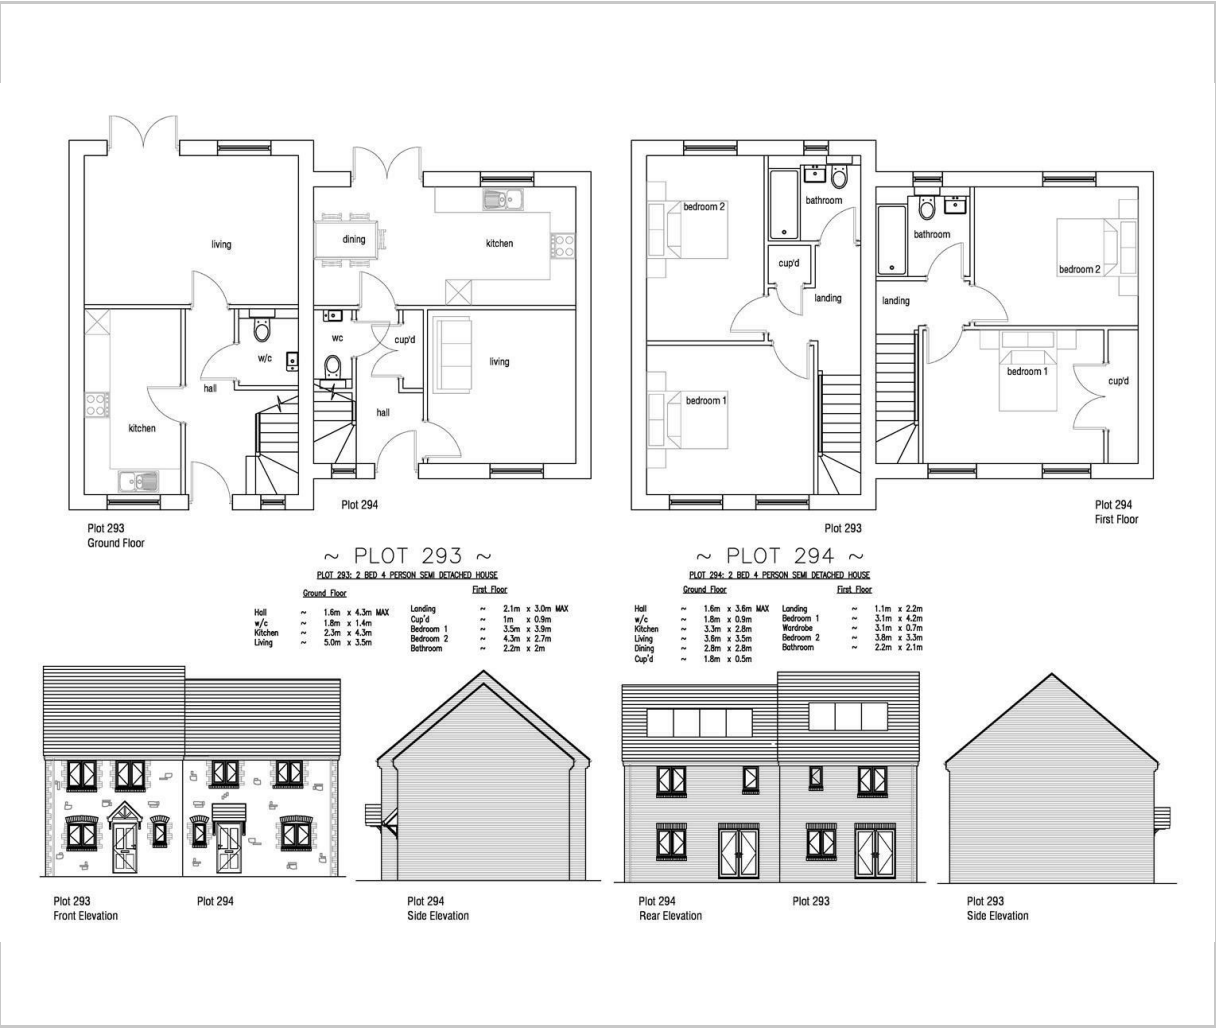 living
dining
kitchen
w/c
wc
cup'd
living
hall
hall
kitchen
Plot 293
Ground Floor
Plot 294
bedroom 2
bathroom
cup'd
landing
bedroom 1
bathroom
landing
bedroom 2
bedroom 1
cup'd
Plot 293
Plot 294
First Floor
~ PLOT 293 ~
PLOT 293: 2 BED 4 PERSON SEMI DETACHED HOUSE
Ground Floor
Hall ~ 1.6m x 4.3m MAX
w/c ~ 1.8m x 1.4m
Kitchen ~ 2.3m x 4.3m
Living ~ 5.0m x 3.5m
First Floor
Landing ~ 2.1m x 3.0m MAX
Cup'd ~ 1m x 0.9m
Bedroom 1 ~ 3.5m x 3.9m
Bedroom 2 ~ 4.3m x 2.7m
Bathroom ~ 2.2m x 2m
~ PLOT 294 ~
PLOT 294: 2 BED 4 PERSON SEMI DETACHED HOUSE
Ground Floor
Hall ~ 1.6m x 3.6m MAX
w/c ~ 1.8m x 0.9m
Kitchen ~ 3.3m x 2.8m
Living ~ 3.6m x 3.5m
Dining ~ 2.8m x 2.8m
Cup'd ~ 1.8m x 0.5m
First Floor
Landing ~ 1.1m x 2.2m
Bedroom 1 ~ 3.1m x 4.2m
Wardrobe ~ 3.1m x 0.7m
Bedroom 2 ~ 3.8m x 3.3m
Bathroom ~ 2.2m x 2.1m
Plot 293
Front Elevation
Plot 294
Plot 294
Side Elevation
Plot 294
Rear Elevation
Plot 293
Plot 293
Side Elevation